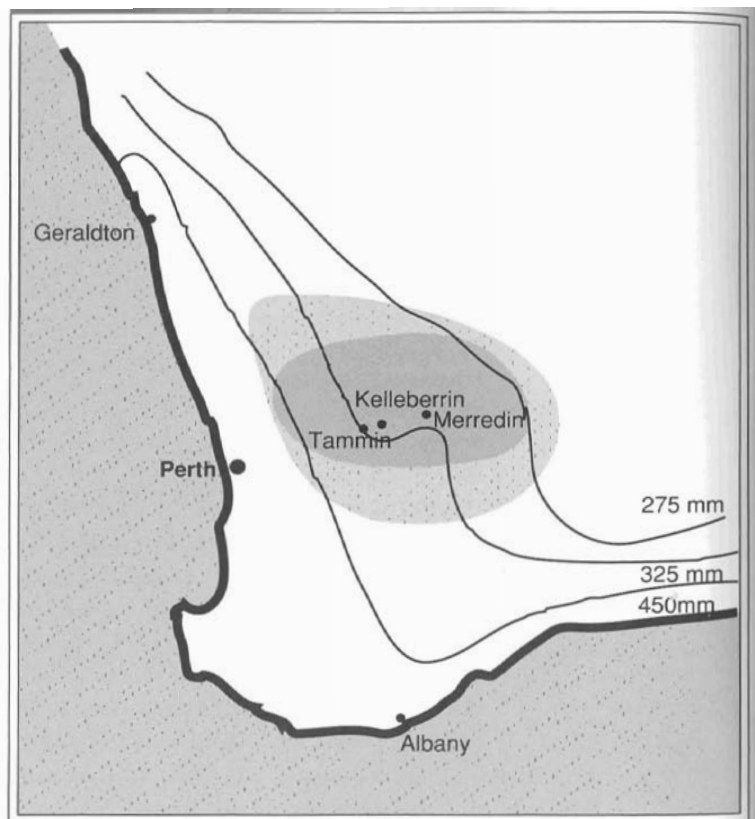 Geraldton
Kelleberrin
Merredin
Tammin
Perth
275 mm
325 mm
450mm
Albany